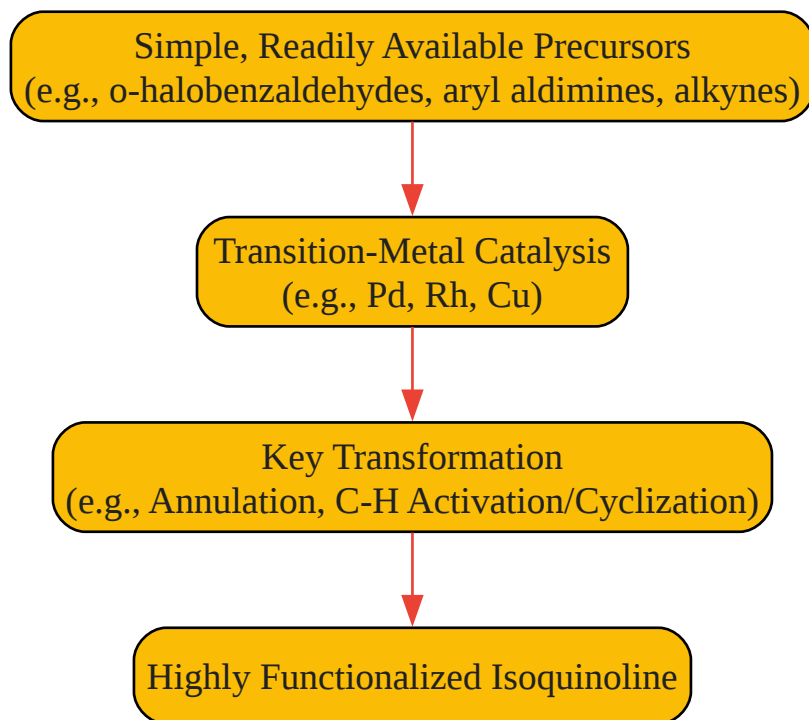 Simple, Readily Available Precursors
(e.g., o-halobenzaldehydes, aryl aldimines, alkynes)
Transition-Metal Catalysis
(e.g., Pd, Rh, Cu)
Key Transformation
(e.g., Annulation, C-H Activation/Cyclization)
Highly Functionalized Isoquinoline